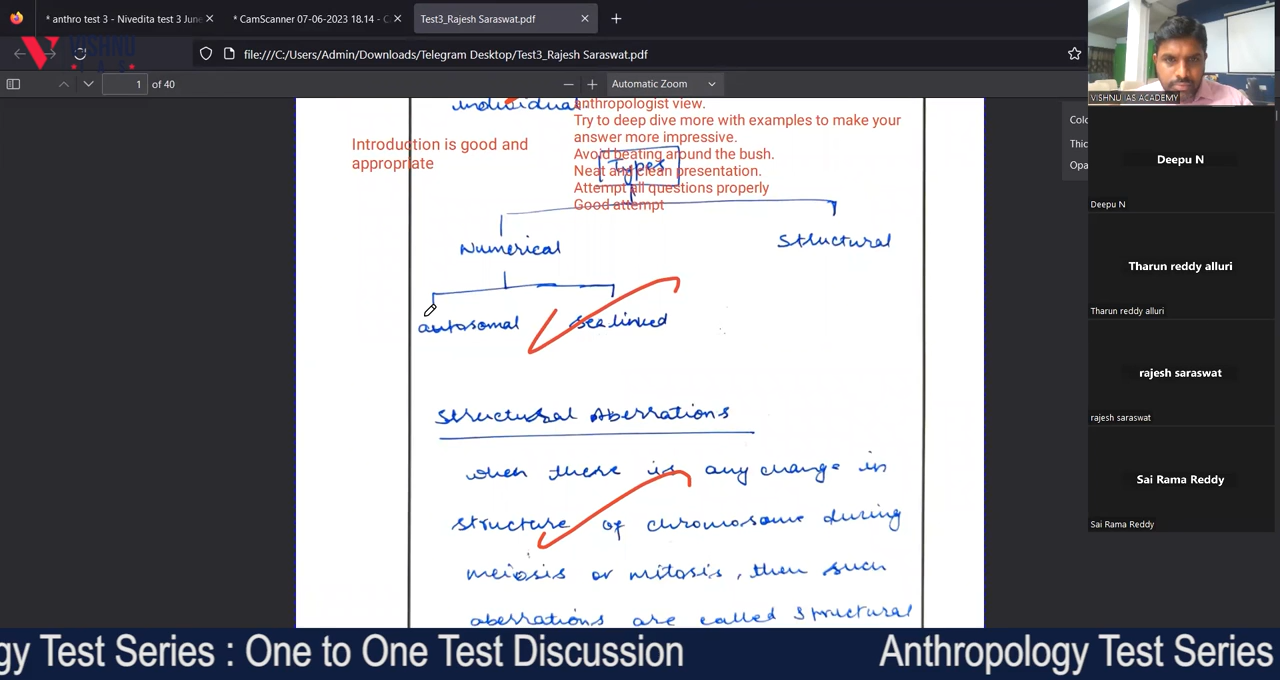 * anthro test 3 - Nivedita test 3 June
* CamScanner 07-06-2023 18.14 - C
Test3_Rajesh Saraswat.pdf
VISHNU
IAS
file:///C:/Users/Admin/Downloads/Telegram Desktop/Test3_Rajesh Saraswat.pdf
1 of 40
Automatic Zoom
VISHNU IAS ACADEMY
individual.
anthropologist view.
Try to deep dive more with examples to make your
answer more impressive.
Avoid beating around the bush.
Neat and clean presentation.
Attempt all questions properly
Good attempt
Introduction is good and
appropriate
Types
Numerical
Structural
autosomal
Structural Aberrations
when there is any change in
structure of chromosome during
meiosis or mitosis, then such
aberrations are called structural
Colo
Thic
Opa
Deepu N
Deepu N
Tharun reddy alluri
Tharun reddy alluri
rajesh saraswat
rajesh saraswat
Sai Rama Reddy
Sai Rama Reddy
gy Test Series : One to One Test Discussion
Anthropology Test Series